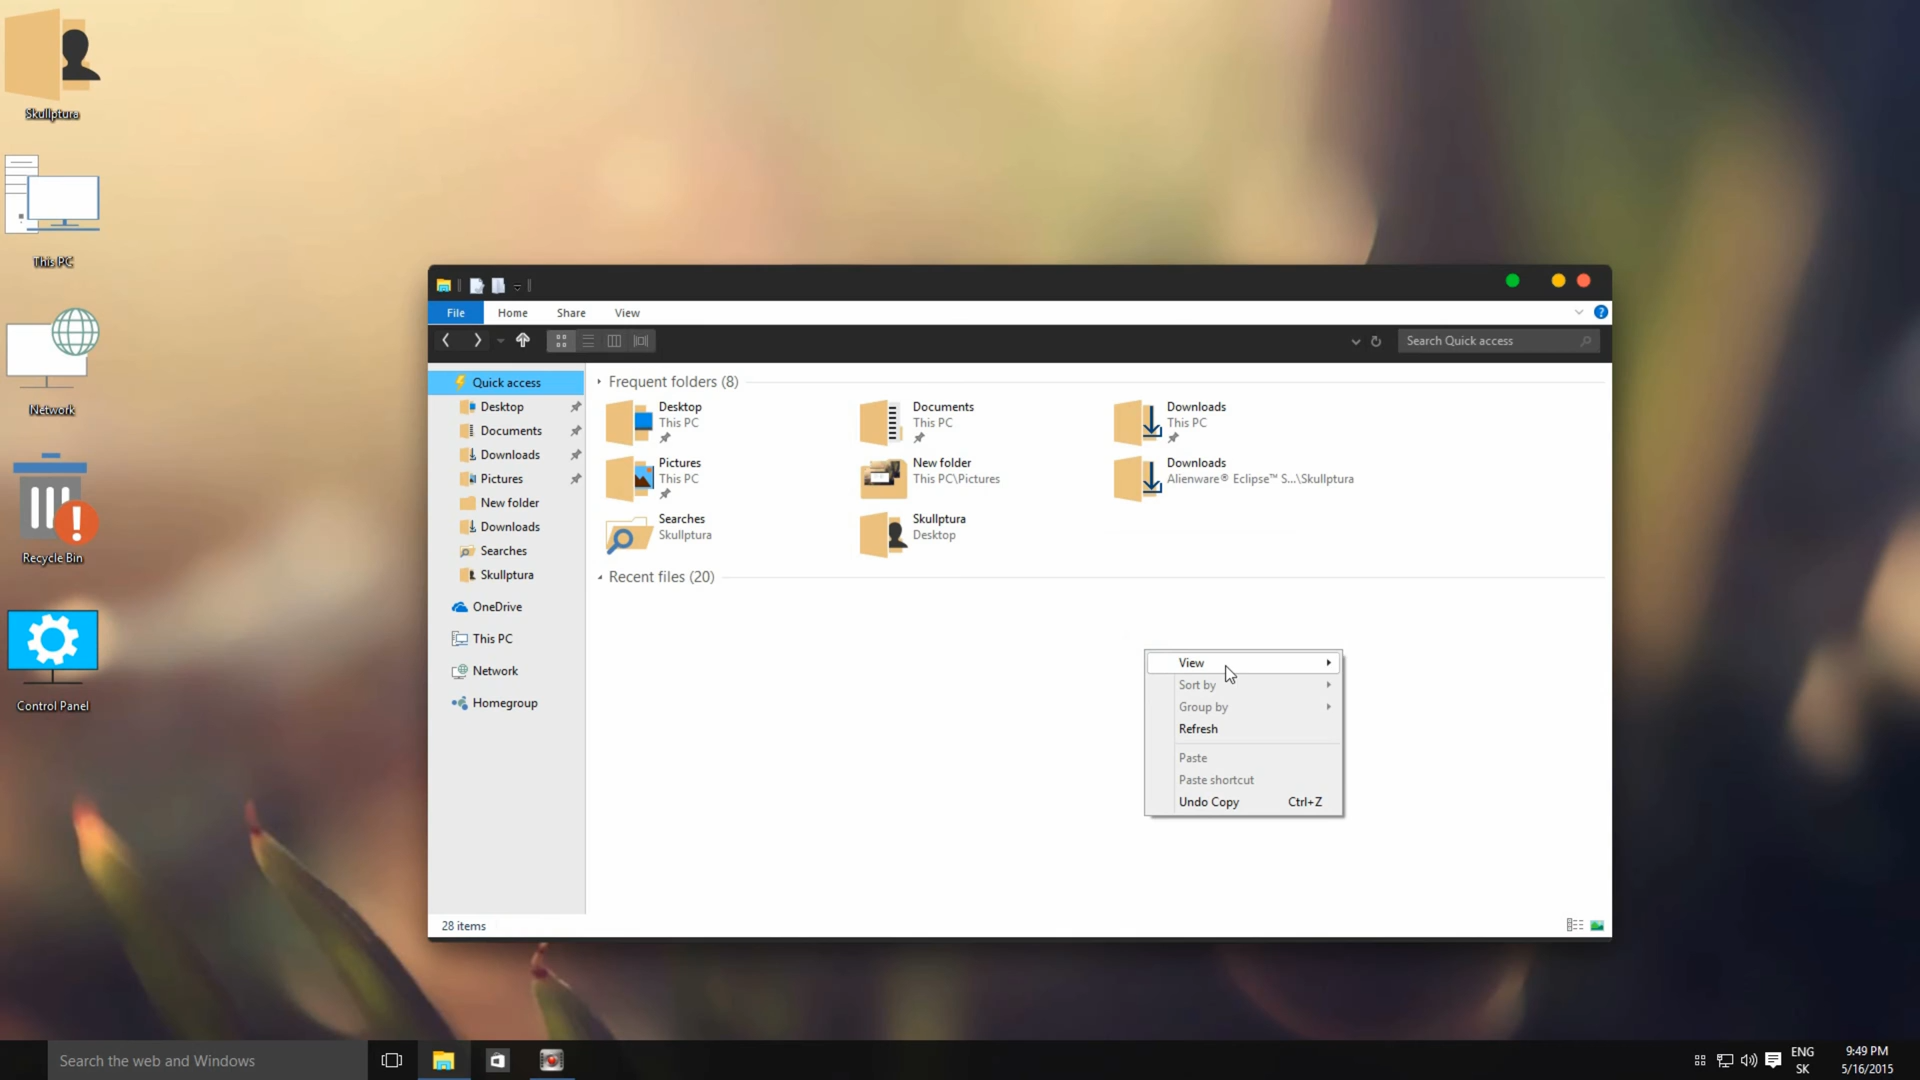 Skullptura
This PC
Network
Recycle Bin
Control Panel
File Home Share View
Search Quick access
Quick access
Desktop
Documents
Downloads
Pictures
New folder
Downloads
Searches
Skullptura
OneDrive
This PC
Network
Homegroup
Frequent folders (8)
Desktop
This PC
Documents
This PC
Downloads
This PC
Pictures
This PC
New folder
This PC\Pictures
Downloads
Alienware® Eclipse™ S...\Skullptura
Searches
Skullptura
Skullptura
Desktop
Recent files (20)
View
Sort by
Group by
Refresh
Paste
Paste shortcut
Undo Copy Ctrl+Z
28 items
Search the web and Windows
ENG
SK
9:49 PM
5/16/2015